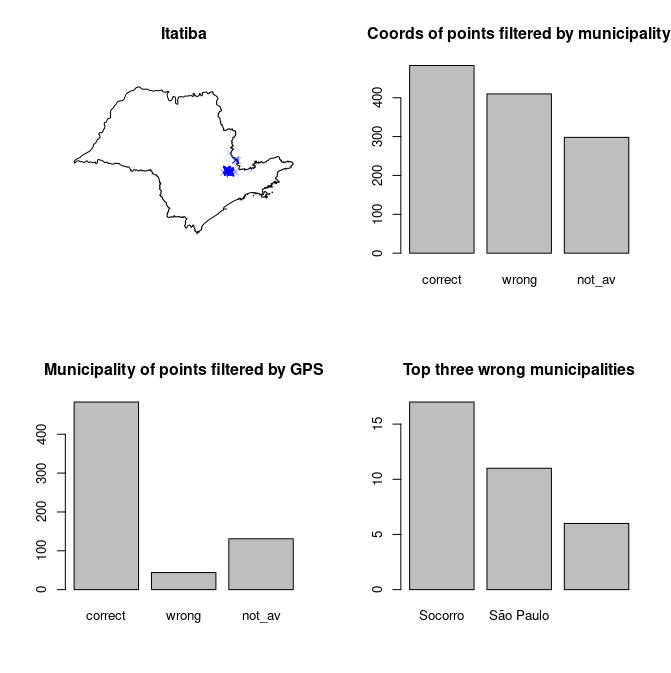 Itatiba
Coords of points filtered by municipality
0
100
200
300
400
correct wrong not_av
Municipality of points filtered by GPS
0
100
200
300
400
correct wrong not_av
Top three wrong municipalities
0
5
10
15
Socorro São Paulo